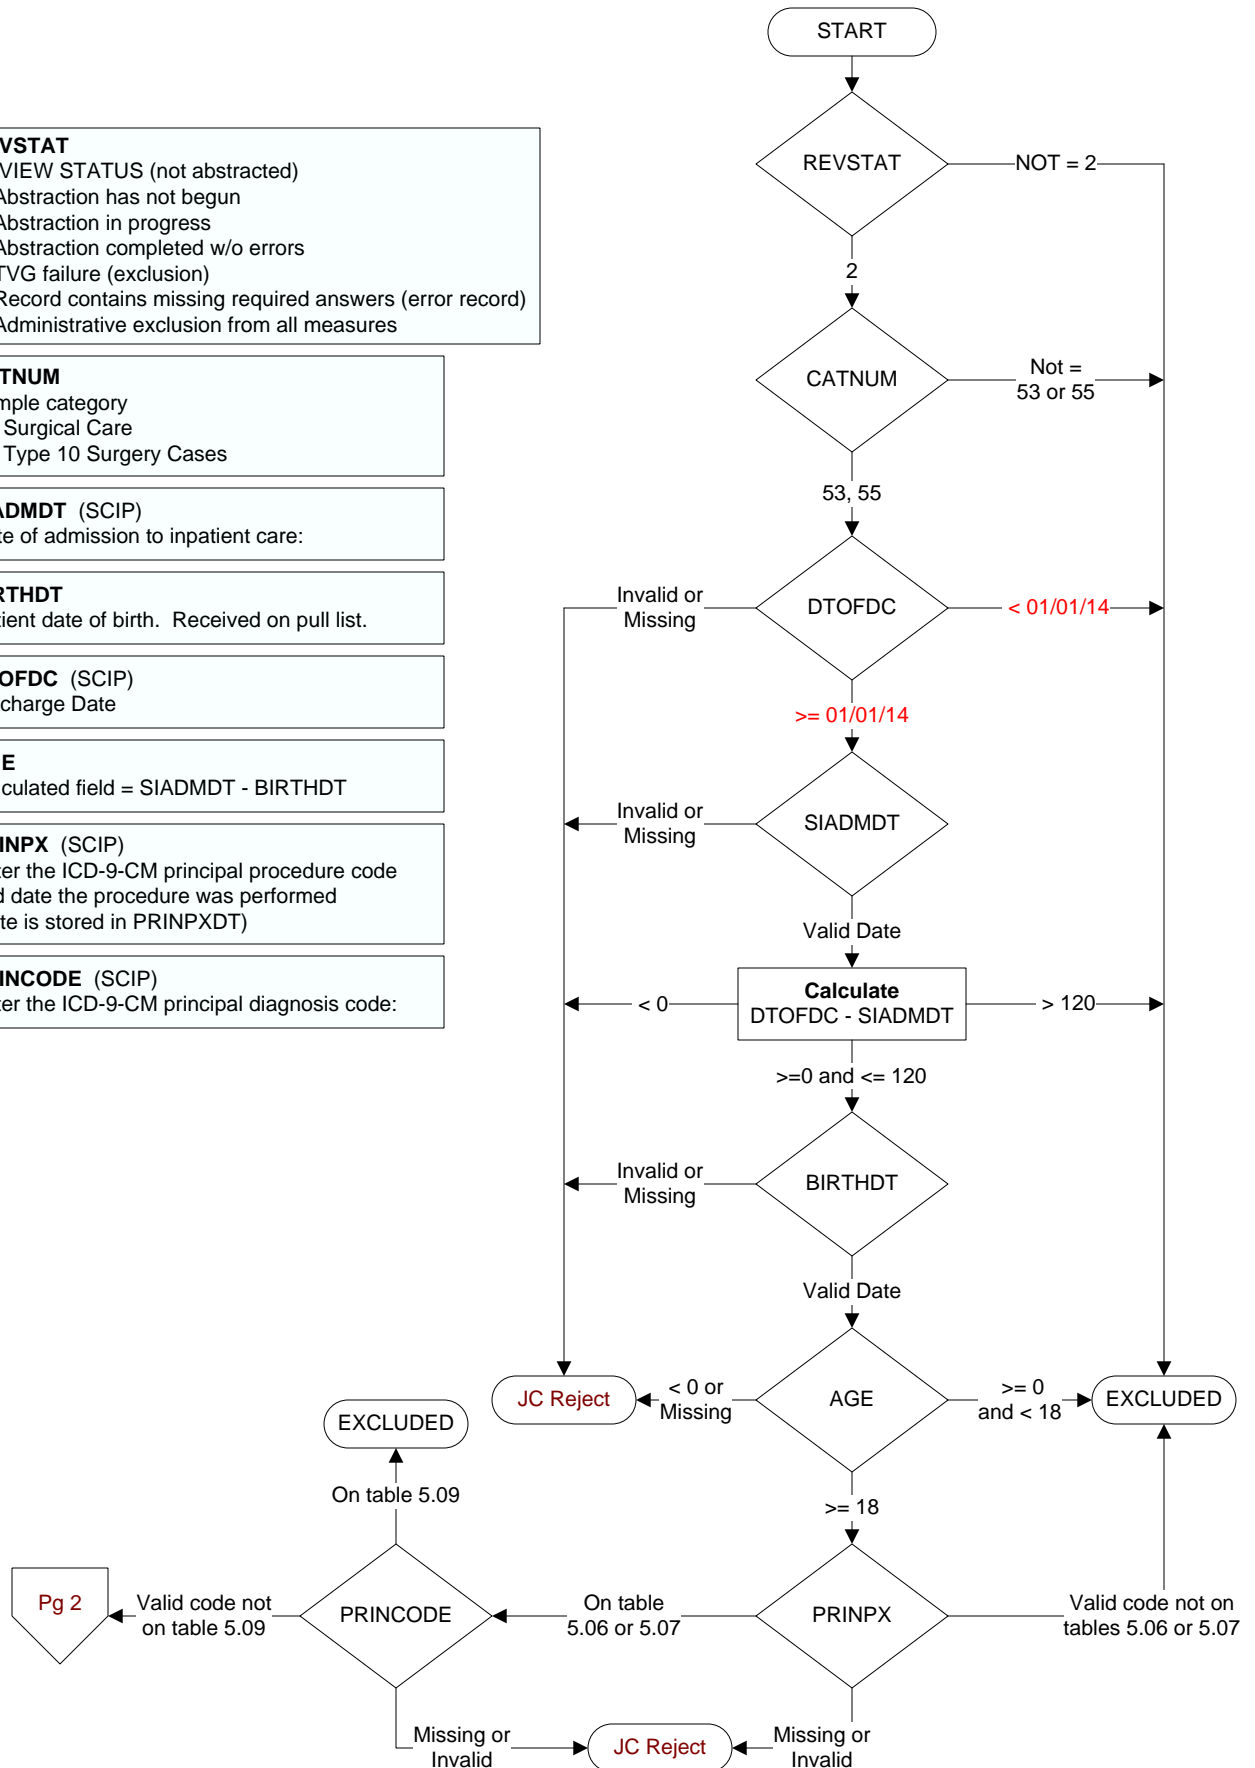 START
VSTAT
VIEW STATUS (not abstracted)
Abstraction has not begun
Abstraction in progress
Abstraction completed w/o errors
TVG failure (exclusion)
Record contains missing required answers (error record)
Administrative exclusion from all measures
REVSTAT
NOT = 2
2
TNUM
mple category
Surgical Care
Type 10 Surgery Cases
CATNUM
Not =
53 or 55
53, 55
ADMDT (SCIP)
te of admission to inpatient care:
RTHDT
tient date of birth. Received on pull list.
Invalid or
Missing
DTOFDC
< 01/01/14
>= 01/01/14
OFDC (SCIP)
charge Date
E
culated field = SIADMDT - BIRTHDT
Invalid or
Missing
SIADMDT
Valid Date
INPX (SCIP)
ter the ICD-9-CM principal procedure code
d date the procedure was performed
te is stored in PRINPXDT)
INCODE (SCIP)
ter the ICD-9-CM principal diagnosis code:
< 0
Calculate
DTOFDC - SIADMDT
> 120
>=0 and <= 120
Invalid or
Missing
BIRTHDT
Valid Date
JC Reject
< 0 or
Missing
AGE
>= 0
and < 18
EXCLUDED
EXCLUDED
On table 5.09
>= 18
Pg 2
Valid code not
on table 5.09
PRINCODE
On table
5.06 or 5.07
PRINPX
Valid code not on
tables 5.06 or 5.07
Missing or
Invalid
JC Reject
Missing or
Invalid